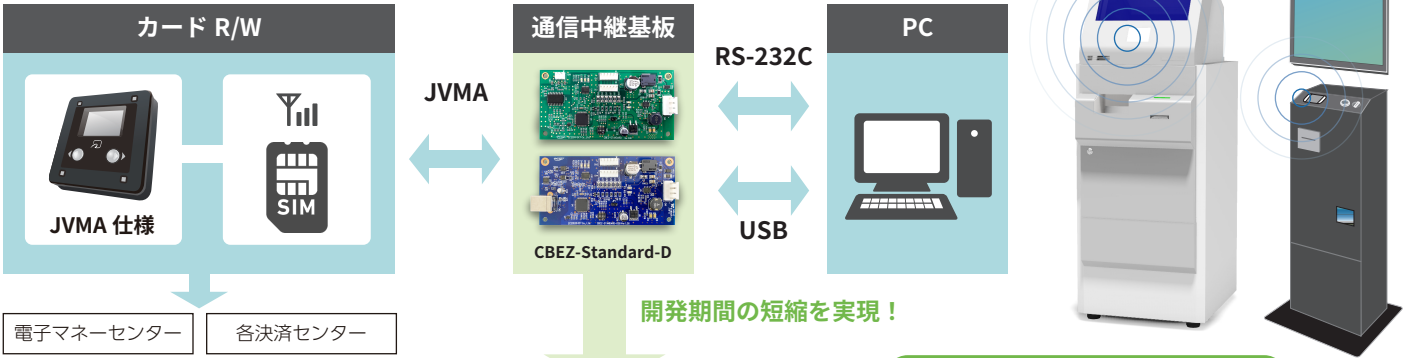 カード R/W
通信中継基板
PC
JVMA
RS-232C
USB
JVMA 仕様
SIM
CBEZ-Standard-D
開発期間の短縮を実現！
電子マネーセンター
各決済センター